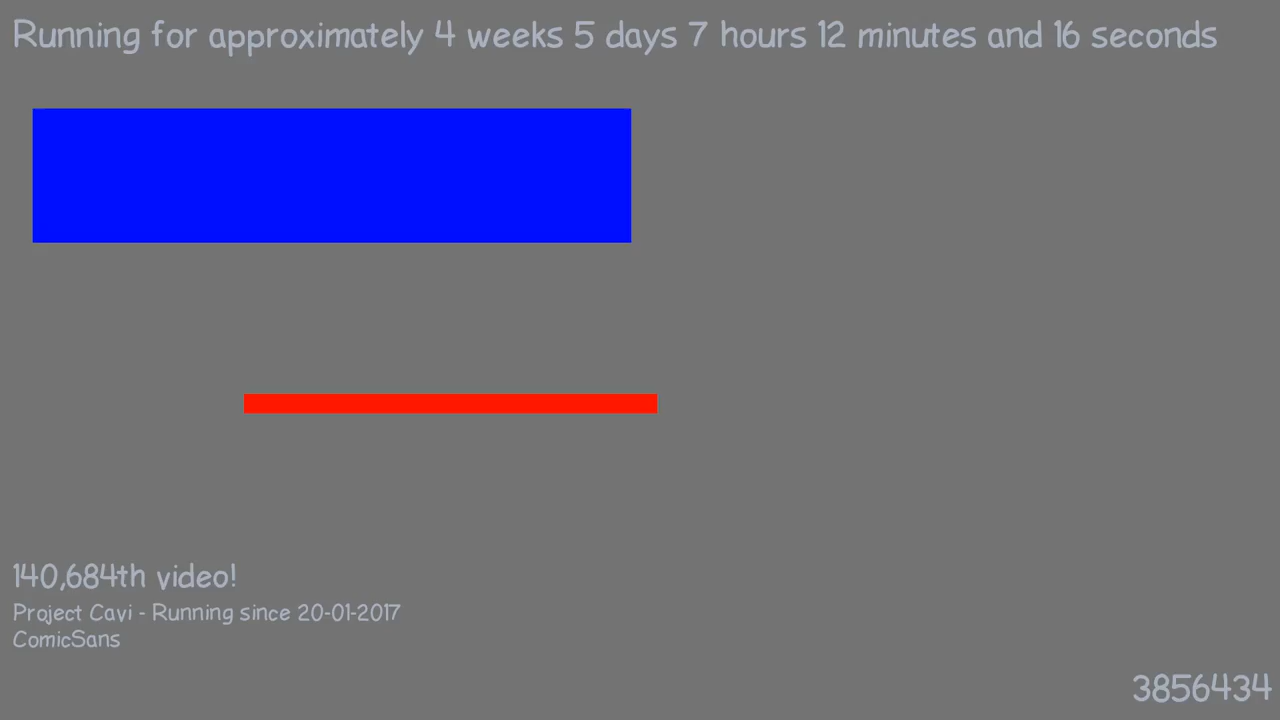 Running for approximately 4 weeks 5 days 7 hours 12 minutes and 16 seconds
140,684th video!
Project Cavi - Running since 20-01-2017
ComicSans
3856434